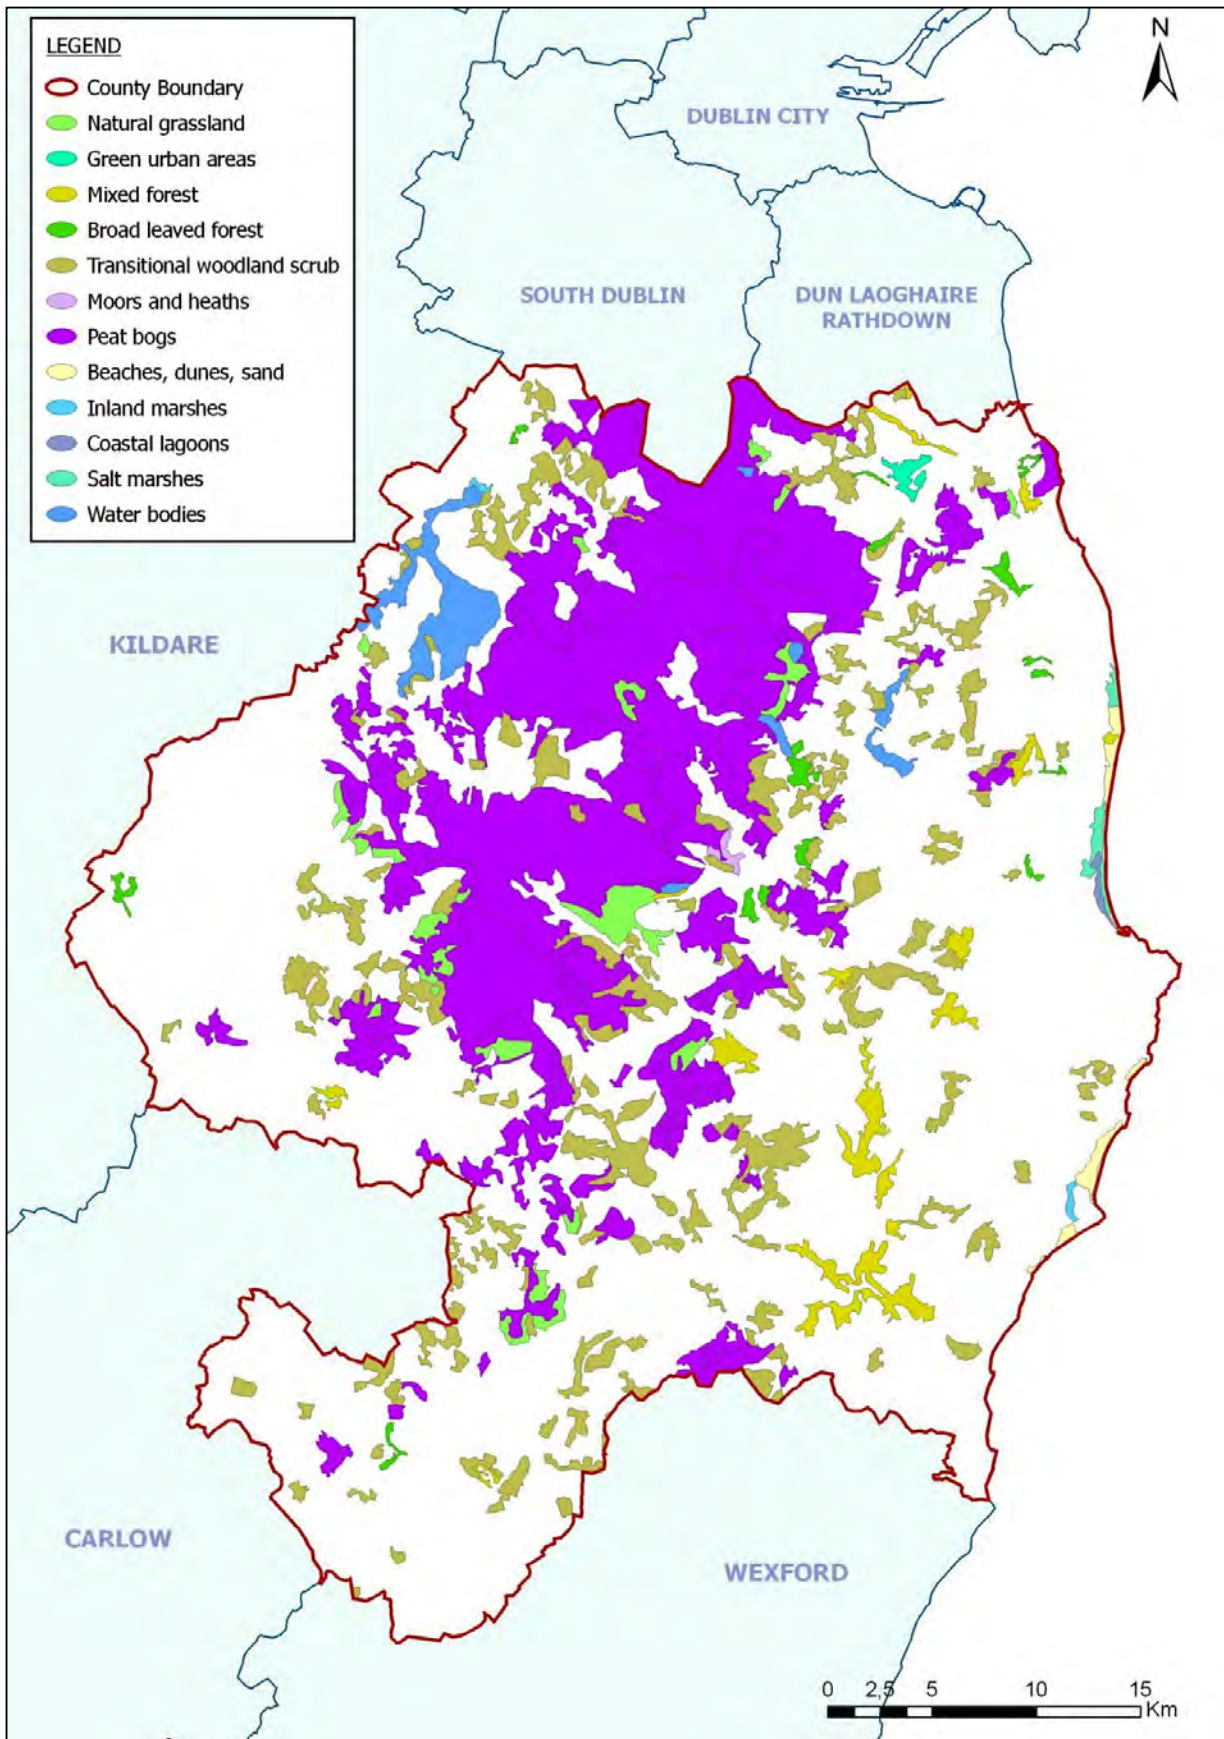 LEGEND
County Boundary
Natural grassland
Green urban areas
Mixed forest
Broad leaved forest
Transitional woodland scrub
Moors and heaths
Peat bogs
Beaches, dunes, sand
Inland marshes
Coastal lagoons
Salt marshes
Water bodies
N
DUBLIN CITY
SOUTH DUBLIN
DUN LAOGHAIRE
RATHDOWN
KILDARE
CARLOW
WEXFORD
0 2,5 5 10 15
Km